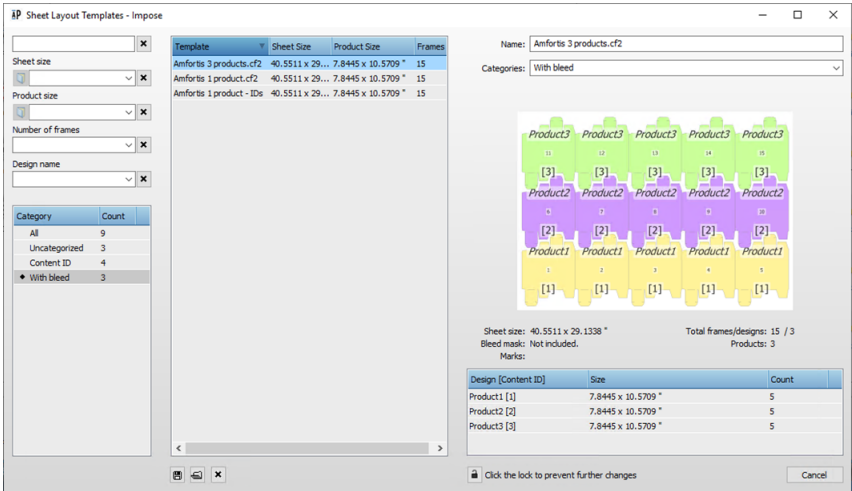 Sheet Layout Templates - Impose
Sheet size
Product size
Number of frames
Design name
Category Count
All 9
Uncategorized 3
Content ID 4
With bleed 3
Template Sheet Size Product Size Frames
Amfortis 3 products.cf2 40.5511 x 29... 7.8445 x 10.5709 " 15
Amfortis 1 product.cf2 40.5511 x 29... 7.8445 x 10.5709 " 15
Amfortis 1 product - IDs 40.5511 x 29... 7.8445 x 10.5709 " 15
Name: Amfortis 3 products.cf2
Categories: With bleed
Product3 Product3 Product3 Product3 Product3
11 12 13 14 15
[3] [3] [3] [3] [3]
Product2 Product2 Product2 Product2 Product2
6 7 8 9 10
[2] [2] [2] [2] [2]
Product1 Product1 Product1 Product1 Product1
1 2 3 4 5
[1] [1] [1] [1] [1]
Sheet size: 40.5511 x 29.1338 " Total frames/designs: 15 / 3
Bleed mask: Not included. Products: 3
Marks:
Design [Content ID] Size Count
Product1 [1] 7.8445 x 10.5709 " 5
Product2 [2] 7.8445 x 10.5709 " 5
Product3 [3] 7.8445 x 10.5709 " 5
Click the lock to prevent further changes
Cancel